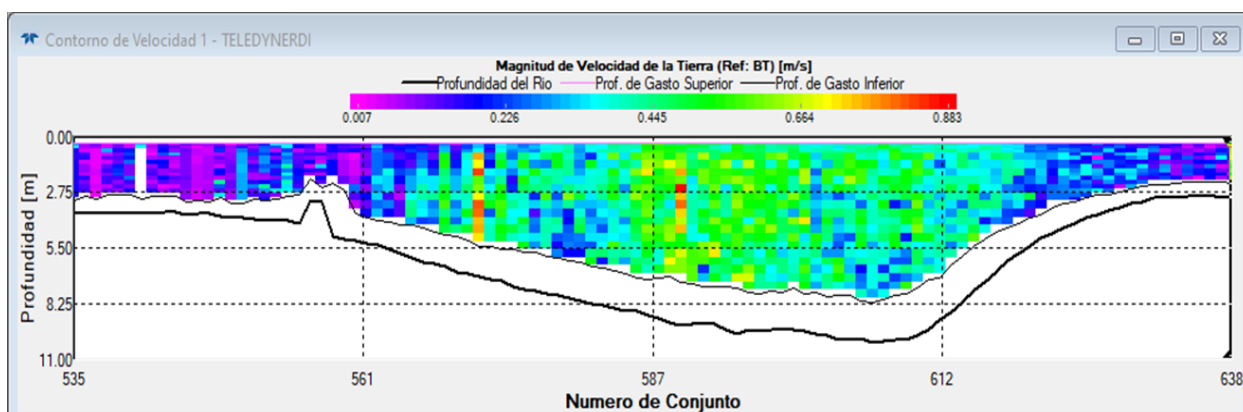 Contorno de Velocidad 1 - TELEDYNERDI
Magnitud de Velocidad de la Tierra (Ref: BT) [m/s]
Profundidad del Rio Prof. de Gasto Superior Prof. de Gasto Inferior
0.007 0.226 0.445 0.664 0.883
Profundidad [m]
0.00
2.75
5.50
8.25
11.00
535 561 587 612 638
Numero de Conjunto